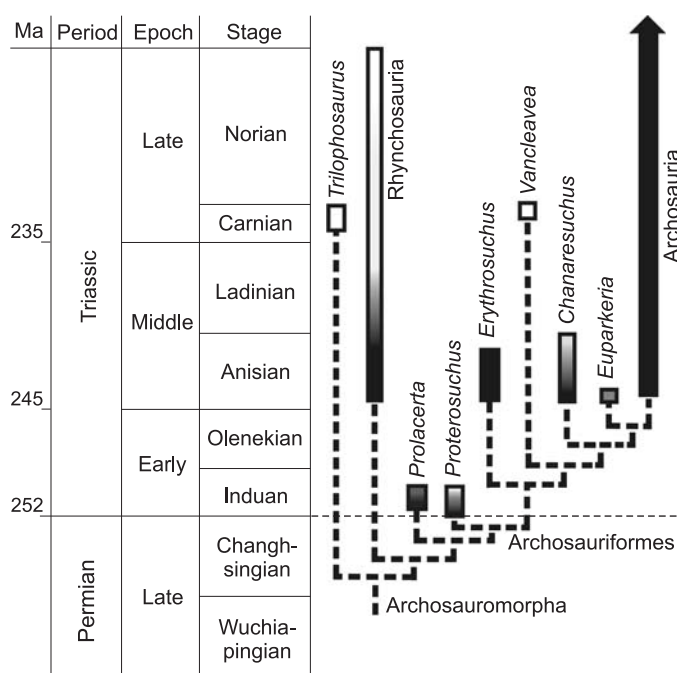 Ma Period Epoch Stage
Trilophosaurus
Rhynchosauria
Vancleavea
Archosauria
Norian
Late
Carnian
235
Chanaresuchus
Erythrosuchus
Euparkeria
Ladinian
Triassic
Middle
Anisian
245
Prolacerta
Proterosuchus
Olenekian
Early
Induan
252
Archosauriformes
Changh-
singian
Permian
Late
Archosauromorpha
Wuchia-
pingian